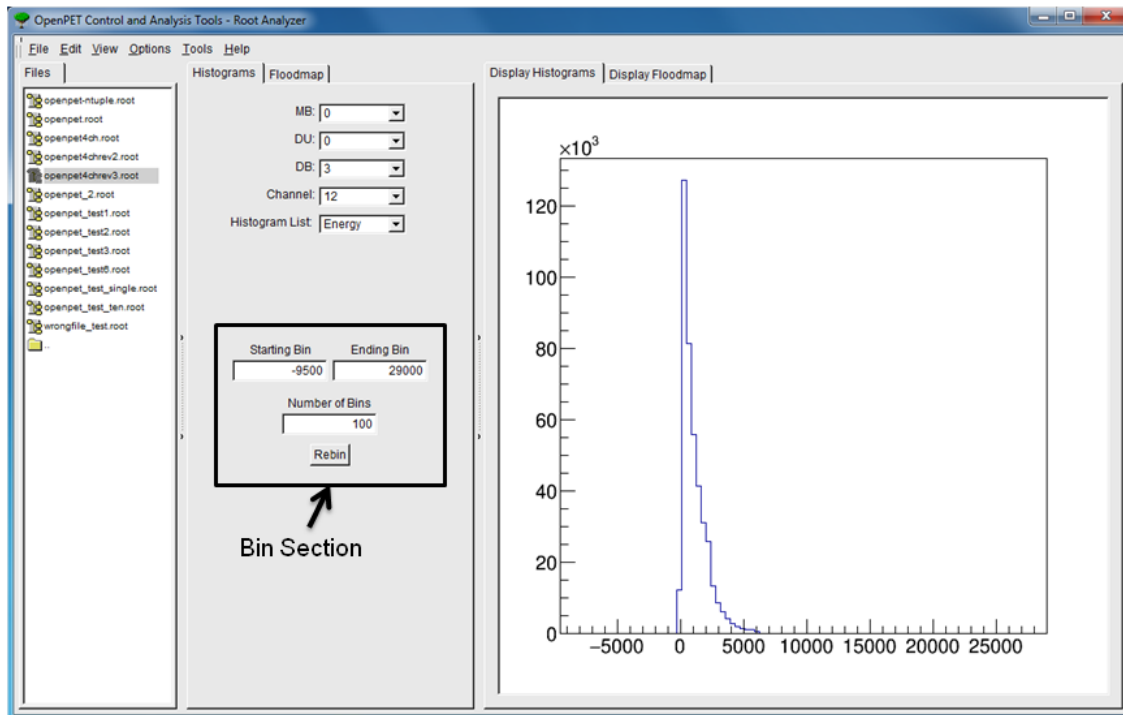 OpenPET Control and Analysis Tools - Root Analyzer
File Edit View Options Tools Help
Files
openpet-ntuple.root
openpet.root
openpet4ch.root
openpet4chrev2.root
openpet4chrev3.root
openpet_2.root
openpet_test1.root
openpet_test2.root
openpet_test3.root
openpet_test6.root
openpet_test_single.root
openpet_test_ten.root
wrongfile_test.root
..
Histograms Floodmap
MB: 0
DU: 0
DB: 3
Channel: 12
Histogram List: Energy
Starting Bin Ending Bin
-9500 29000
Number of Bins
100
Rebin
Bin Section
Display Histograms Display Floodmap
×10³
120
100
80
60
40
20
0
−5000 0 5000 10000 15000 20000 25000